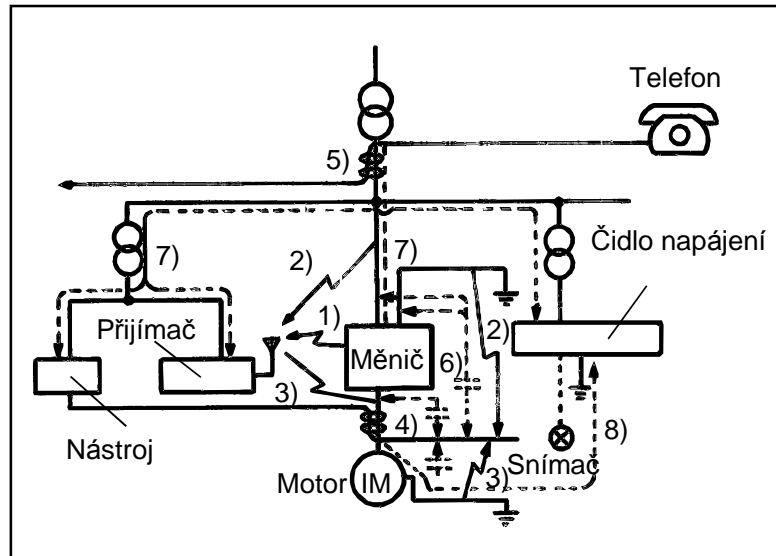 Telefon
5)
Čidlo napájení
7)
2)
7)
1)
2)
Přijímač
Měnič
6)
3)
4)
8)
Nástroj
Snímač
3)
Motor
IM